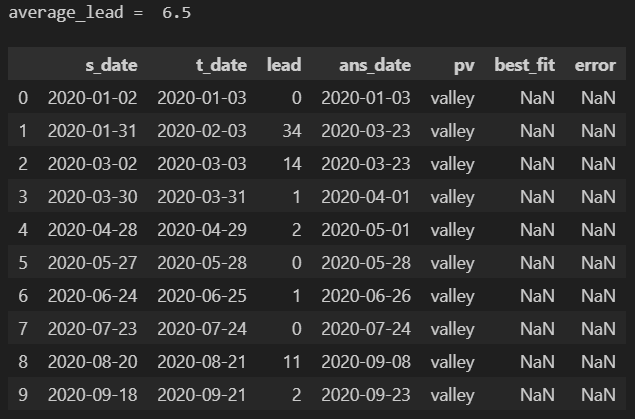 average_lead =  6.5
s_date t_date lead ans_date pv best_fit error
0 2020-01-02 2020-01-03 0 2020-01-03 valley NaN NaN
1 2020-01-31 2020-02-03 34 2020-03-23 valley NaN NaN
2 2020-03-02 2020-03-03 14 2020-03-23 valley NaN NaN
3 2020-03-30 2020-03-31 1 2020-04-01 valley NaN NaN
4 2020-04-28 2020-04-29 2 2020-05-01 valley NaN NaN
5 2020-05-27 2020-05-28 0 2020-05-28 valley NaN NaN
6 2020-06-24 2020-06-25 1 2020-06-26 valley NaN NaN
7 2020-07-23 2020-07-24 0 2020-07-24 valley NaN NaN
8 2020-08-20 2020-08-21 11 2020-09-08 valley NaN NaN
9 2020-09-18 2020-09-21 2 2020-09-23 valley NaN NaN